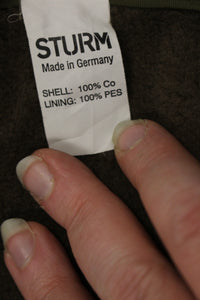 STURM
Made in Germany
SHELL: 100% Co
LINING: 100% PES